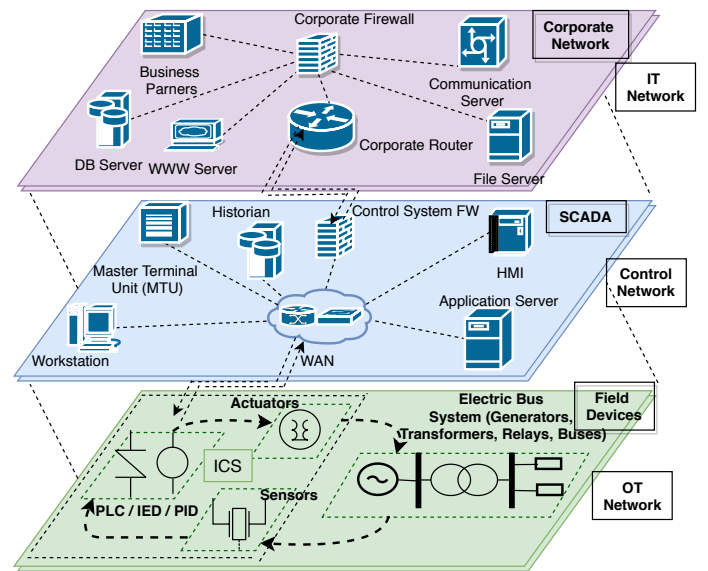 Corporate Firewall
Corporate
Network
Business
Parners
Communication
Server
IT
Network
DB Server
WWW Server
Corporate Router
File Server
Historian
Control System FW
SCADA
Master Terminal
Unit (MTU)
HMI
Control
Network
Application Server
Workstation
WAN
Actuators
Electric Bus
System (Generators,
Transformers, Relays, Buses)
Field
Devices
ICS
Sensors
PLC / IED / PID
OT
Network